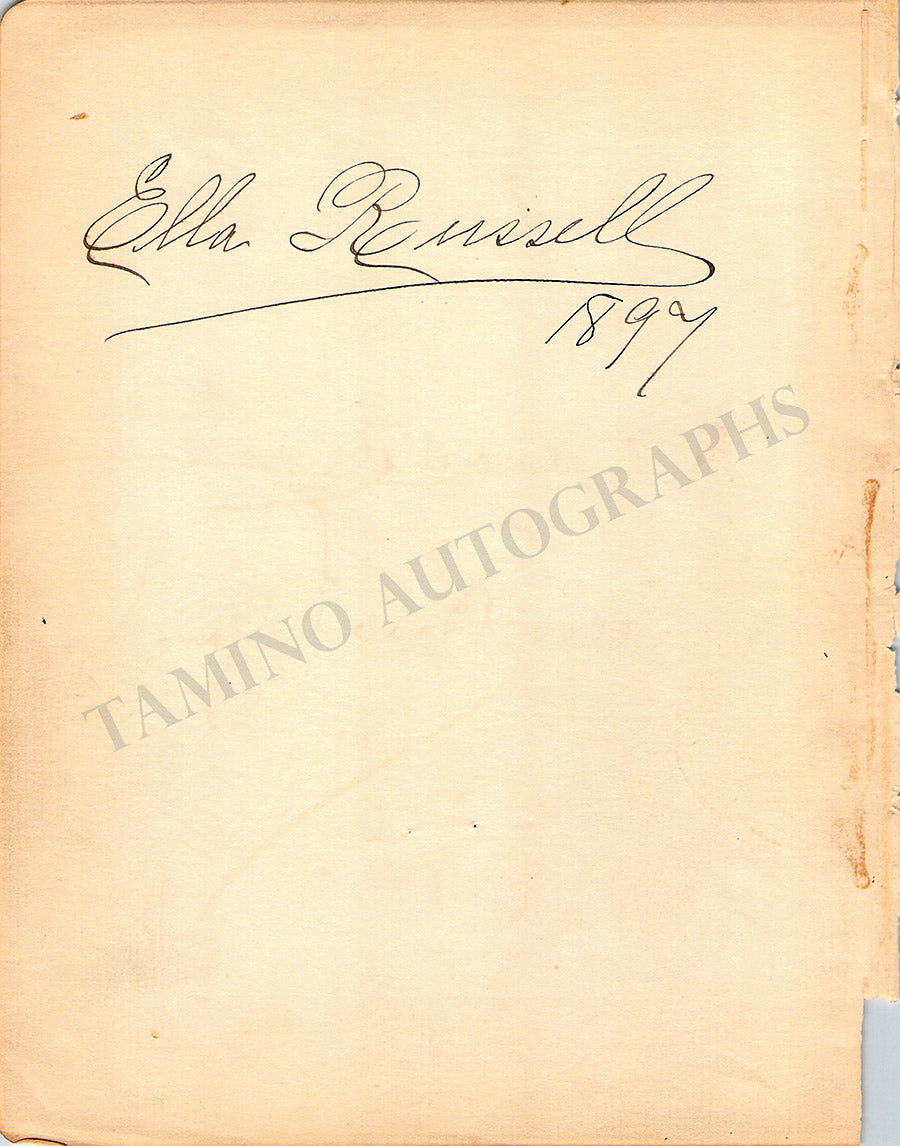 Ella Russell
1897
TAMINO AUTOGRAPHS